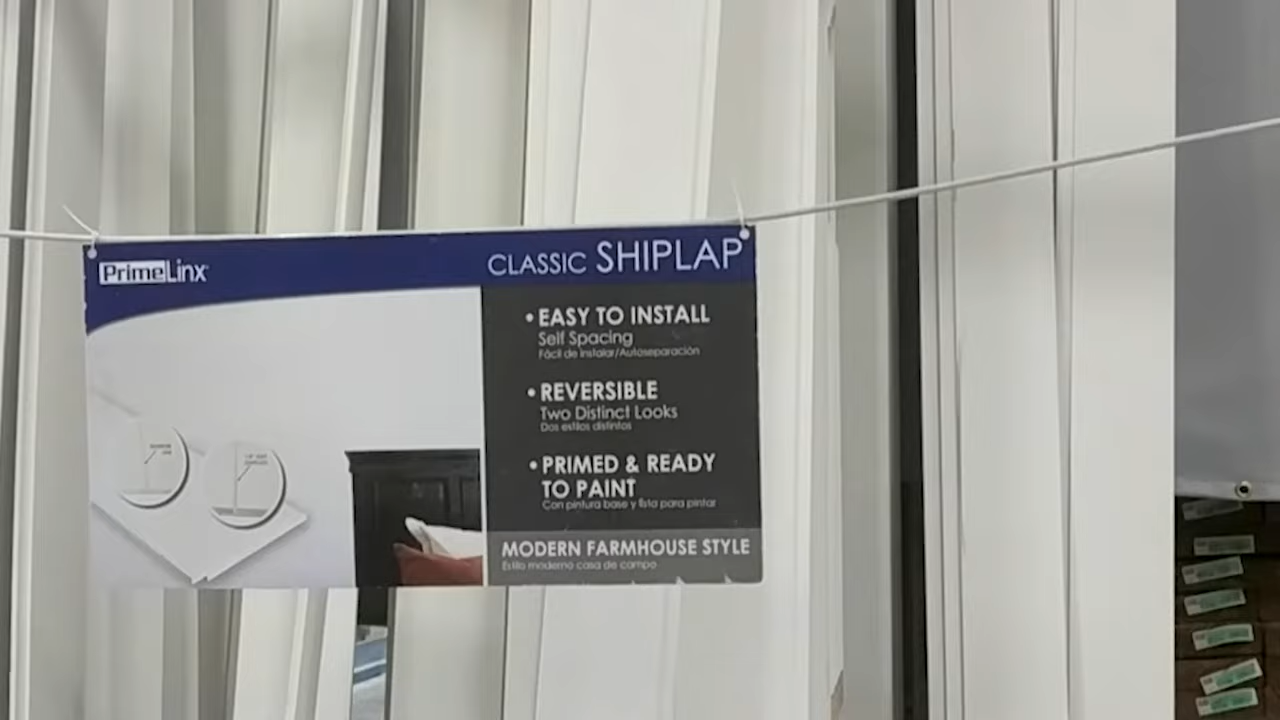 PrimeLinx
CLASSIC SHIPLAP
• EASY TO INSTALL
Self Spacing
Fácil de instalar/Autoseparación
• REVERSIBLE
Two Distinct Looks
Dos estilos distintos
• PRIMED & READY
TO PAINT
Con pintura base y lista para pintar
MODERN FARMHOUSE STYLE
Estilo moderno casa de campo